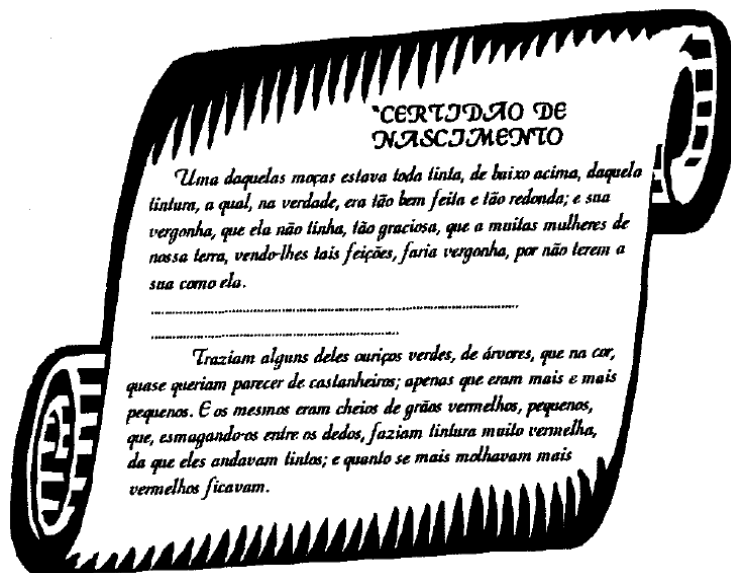 “CERTIDÃO DE
NASCIMENTO
Uma daquelas moças estava toda tinta, de baixo acima, daquela
tintura, a qual, na verdade, era tão bem feita e tão redonda; e sua
vergonha, que ela não tinha, tão graciosa, que a muitas mulheres de
nossa terra, vendo-lhes tais feições, faria vergonha, por não terem a
sua como ela.
................................................................................
.......................................................
Traziam alguns deles ouriços verdes, de árvores, que na cor,
quase queriam parecer de castanheiros; apenas que eram mais e mais
pequenos. E os mesmos eram cheios de grãos vermelhos, pequenos,
que, esmagando-os entre os dedos, faziam tintura muito vermelha,
da que eles andavam tintos; e quanto se mais molhavam mais
vermelhos ficavam.